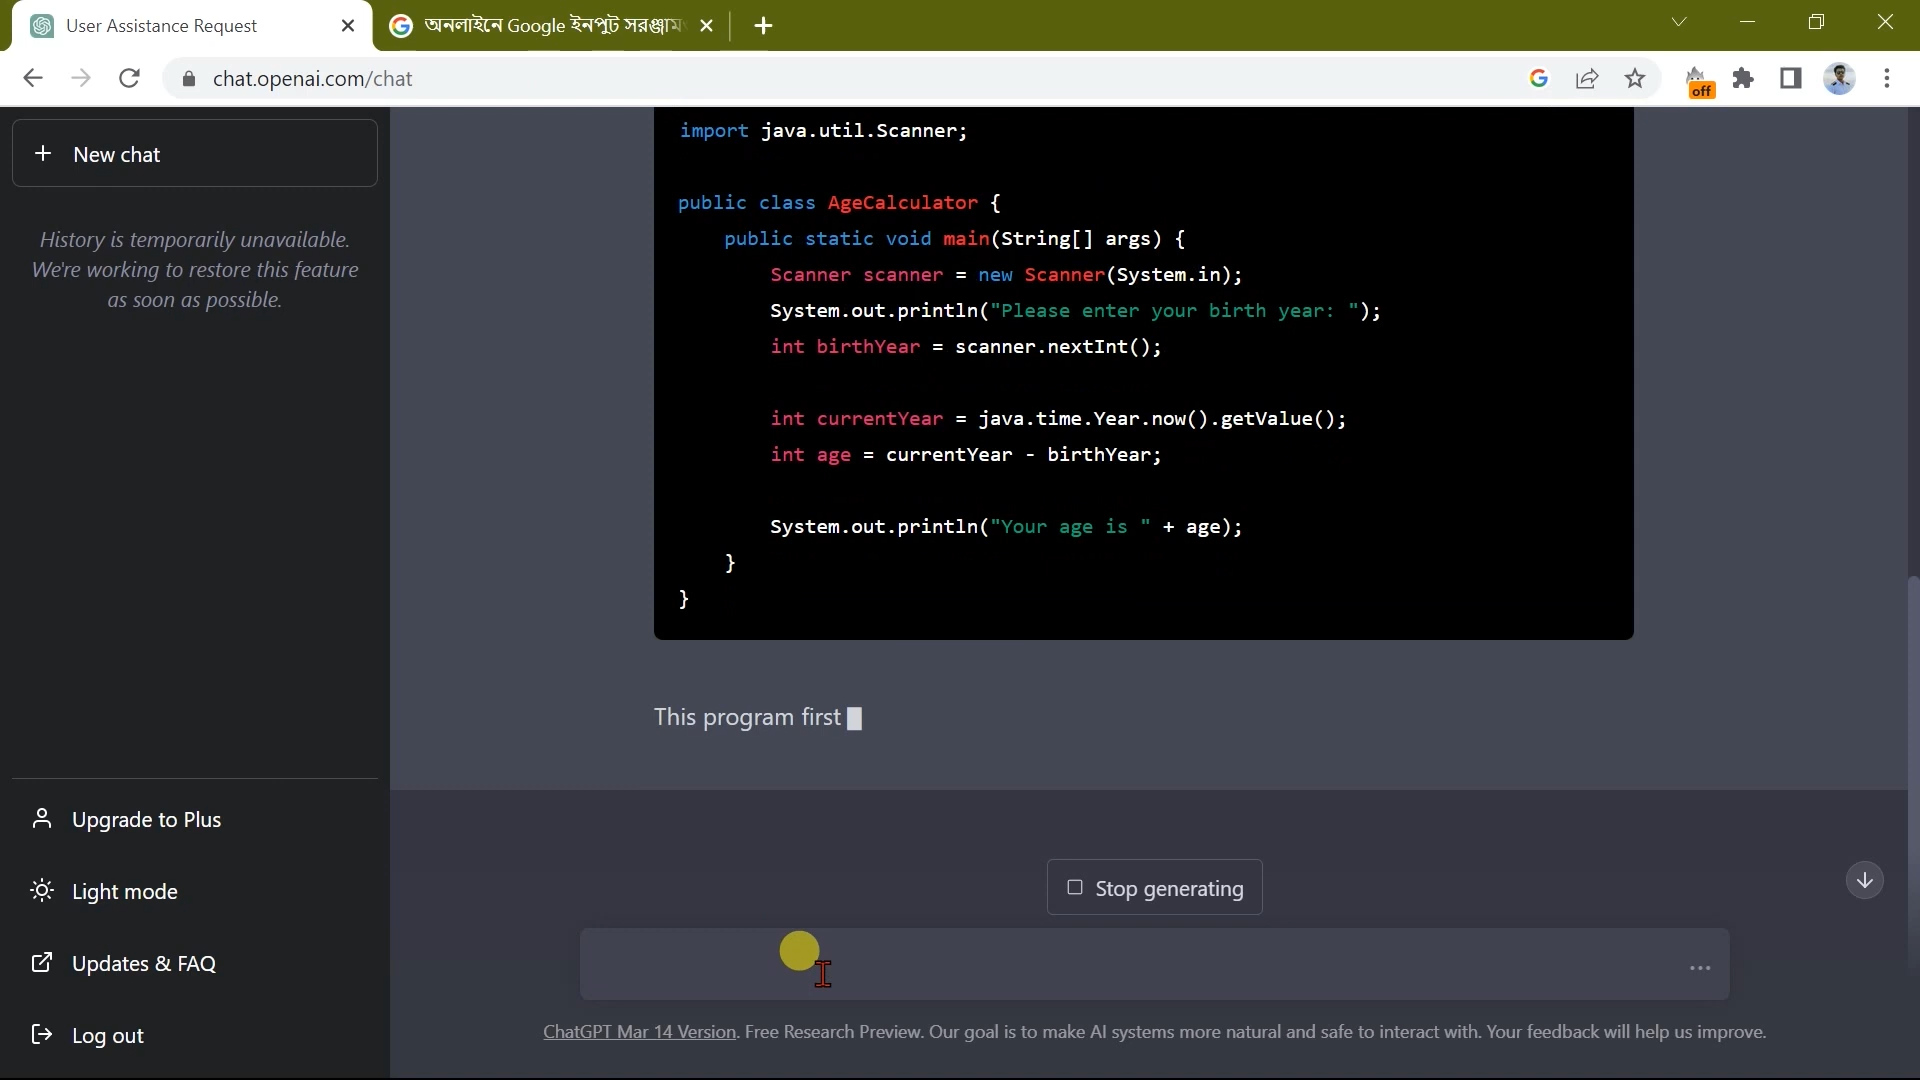 User Assistance Request
অনলাইনে Google ইনপুট সরঞ্জাম
chat.openai.com/chat
off
New chat
History is temporarily unavailable.
We're working to restore this feature
as soon as possible.
import java.util.Scanner;
public class AgeCalculator {
public static void main(String[] args) {
Scanner scanner = new Scanner(System.in);
System.out.println("Please enter your birth year: ");
int birthYear = scanner.nextInt();
int currentYear = java.time.Year.now().getValue();
int age = currentYear - birthYear;
System.out.println("Your age is " + age);
}
}
This program first
Upgrade to Plus
Light mode
Updates & FAQ
Log out
Stop generating
ChatGPT Mar 14 Version. Free Research Preview. Our goal is to make AI systems more natural and safe to interact with. Your feedback will help us improve.